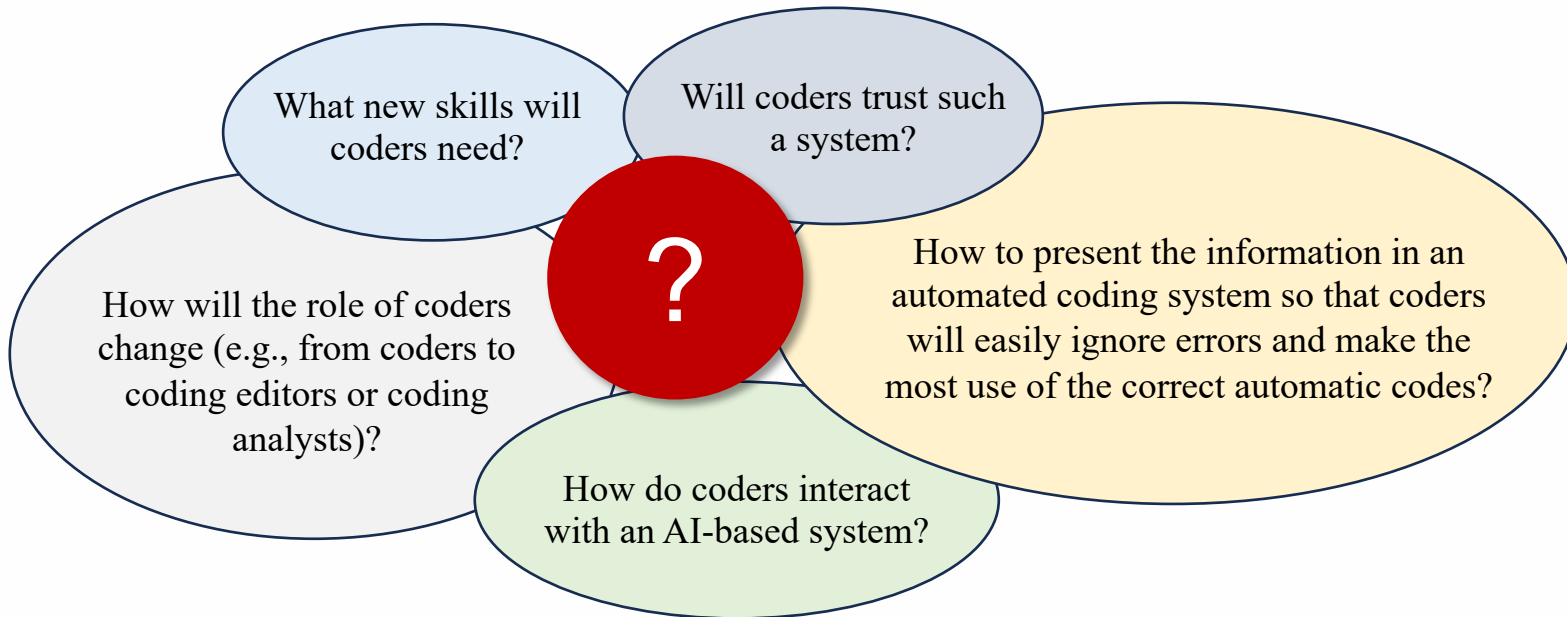 What new skills will
coders need?
Will coders trust such
a system?
?
How will the role of coders
change (e.g., from coders to
coding editors or coding
analysts)?
How to present the information in an
automated coding system so that coders
will easily ignore errors and make the
most use of the correct automatic codes?
How do coders interact
with an AI-based system?